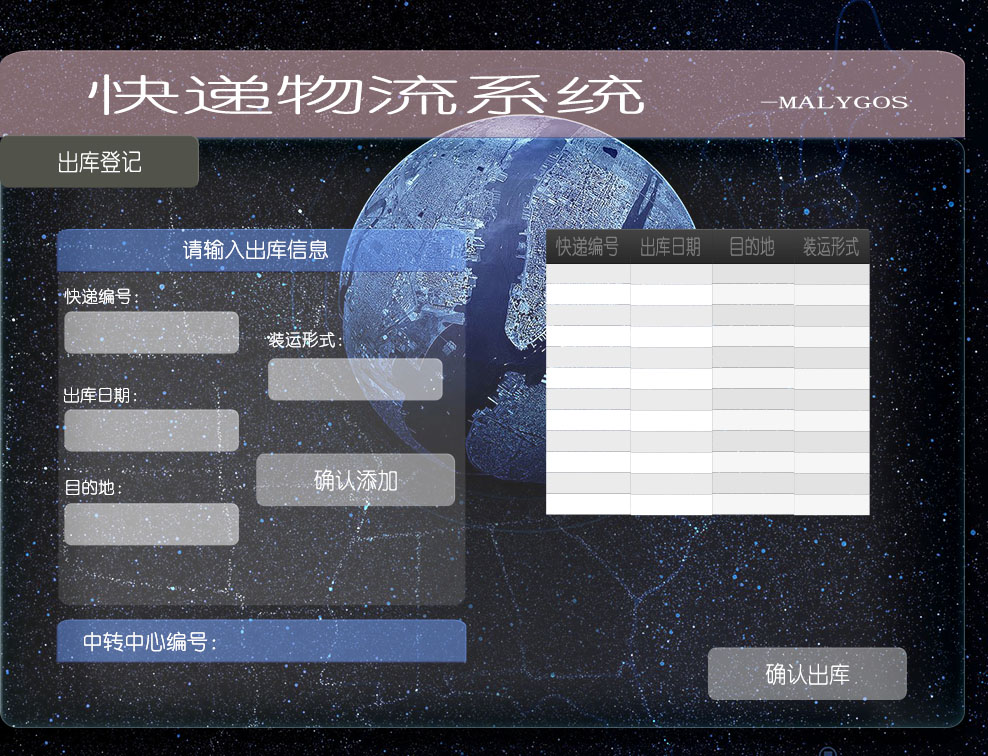 快递物流系统
—MALYGOS
出库登记
请输入出库信息
快递编号:
装运形式:
出库日期:
目的地:
确认添加
中转中心编号:
快递编号 出库日期 目的地 装运形式
确认出库